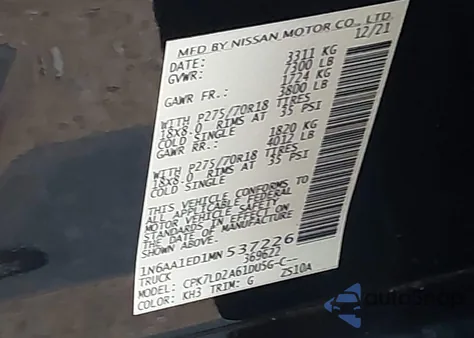 MFD BY NISSAN MOTOR CO., LTD.
DATE: 12/21
GVWR: 3311 KG
7300 LB
GAWR FR.: 1724 KG
3800 LB
WITH P275/70R18 TIRES
18X8.0 RIMS AT 35 PSI
COLD SINGLE
GAWR RR.: 1820 KG
4012 LB
WITH P275/70R18 TIRES
18X8.0 RIMS AT 35 PSI
COLD SINGLE
THIS VEHICLE CONFORMS TO
ALL APPLICABLE FEDERAL
MOTOR VEHICLE SAFETY
STANDARDS IN EFFECT ON
THE DATE OF MANUFACTURE
SHOWN ABOVE.
1N6AA1ED1MN537226
TRUCK 369622
MODEL: CPK7LD2A61DUSG-C--
COLOR: KH3 TRIM: G ZS10A